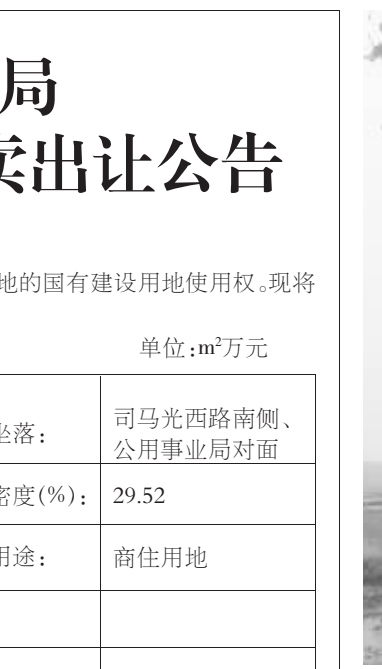 局
卖出让公告
地的国有建设用地使用权。现将
单位:m²万元
坐落:
司马光西路南侧、
公用事业局对面
密度(%): 29.52
用途: 商住用地